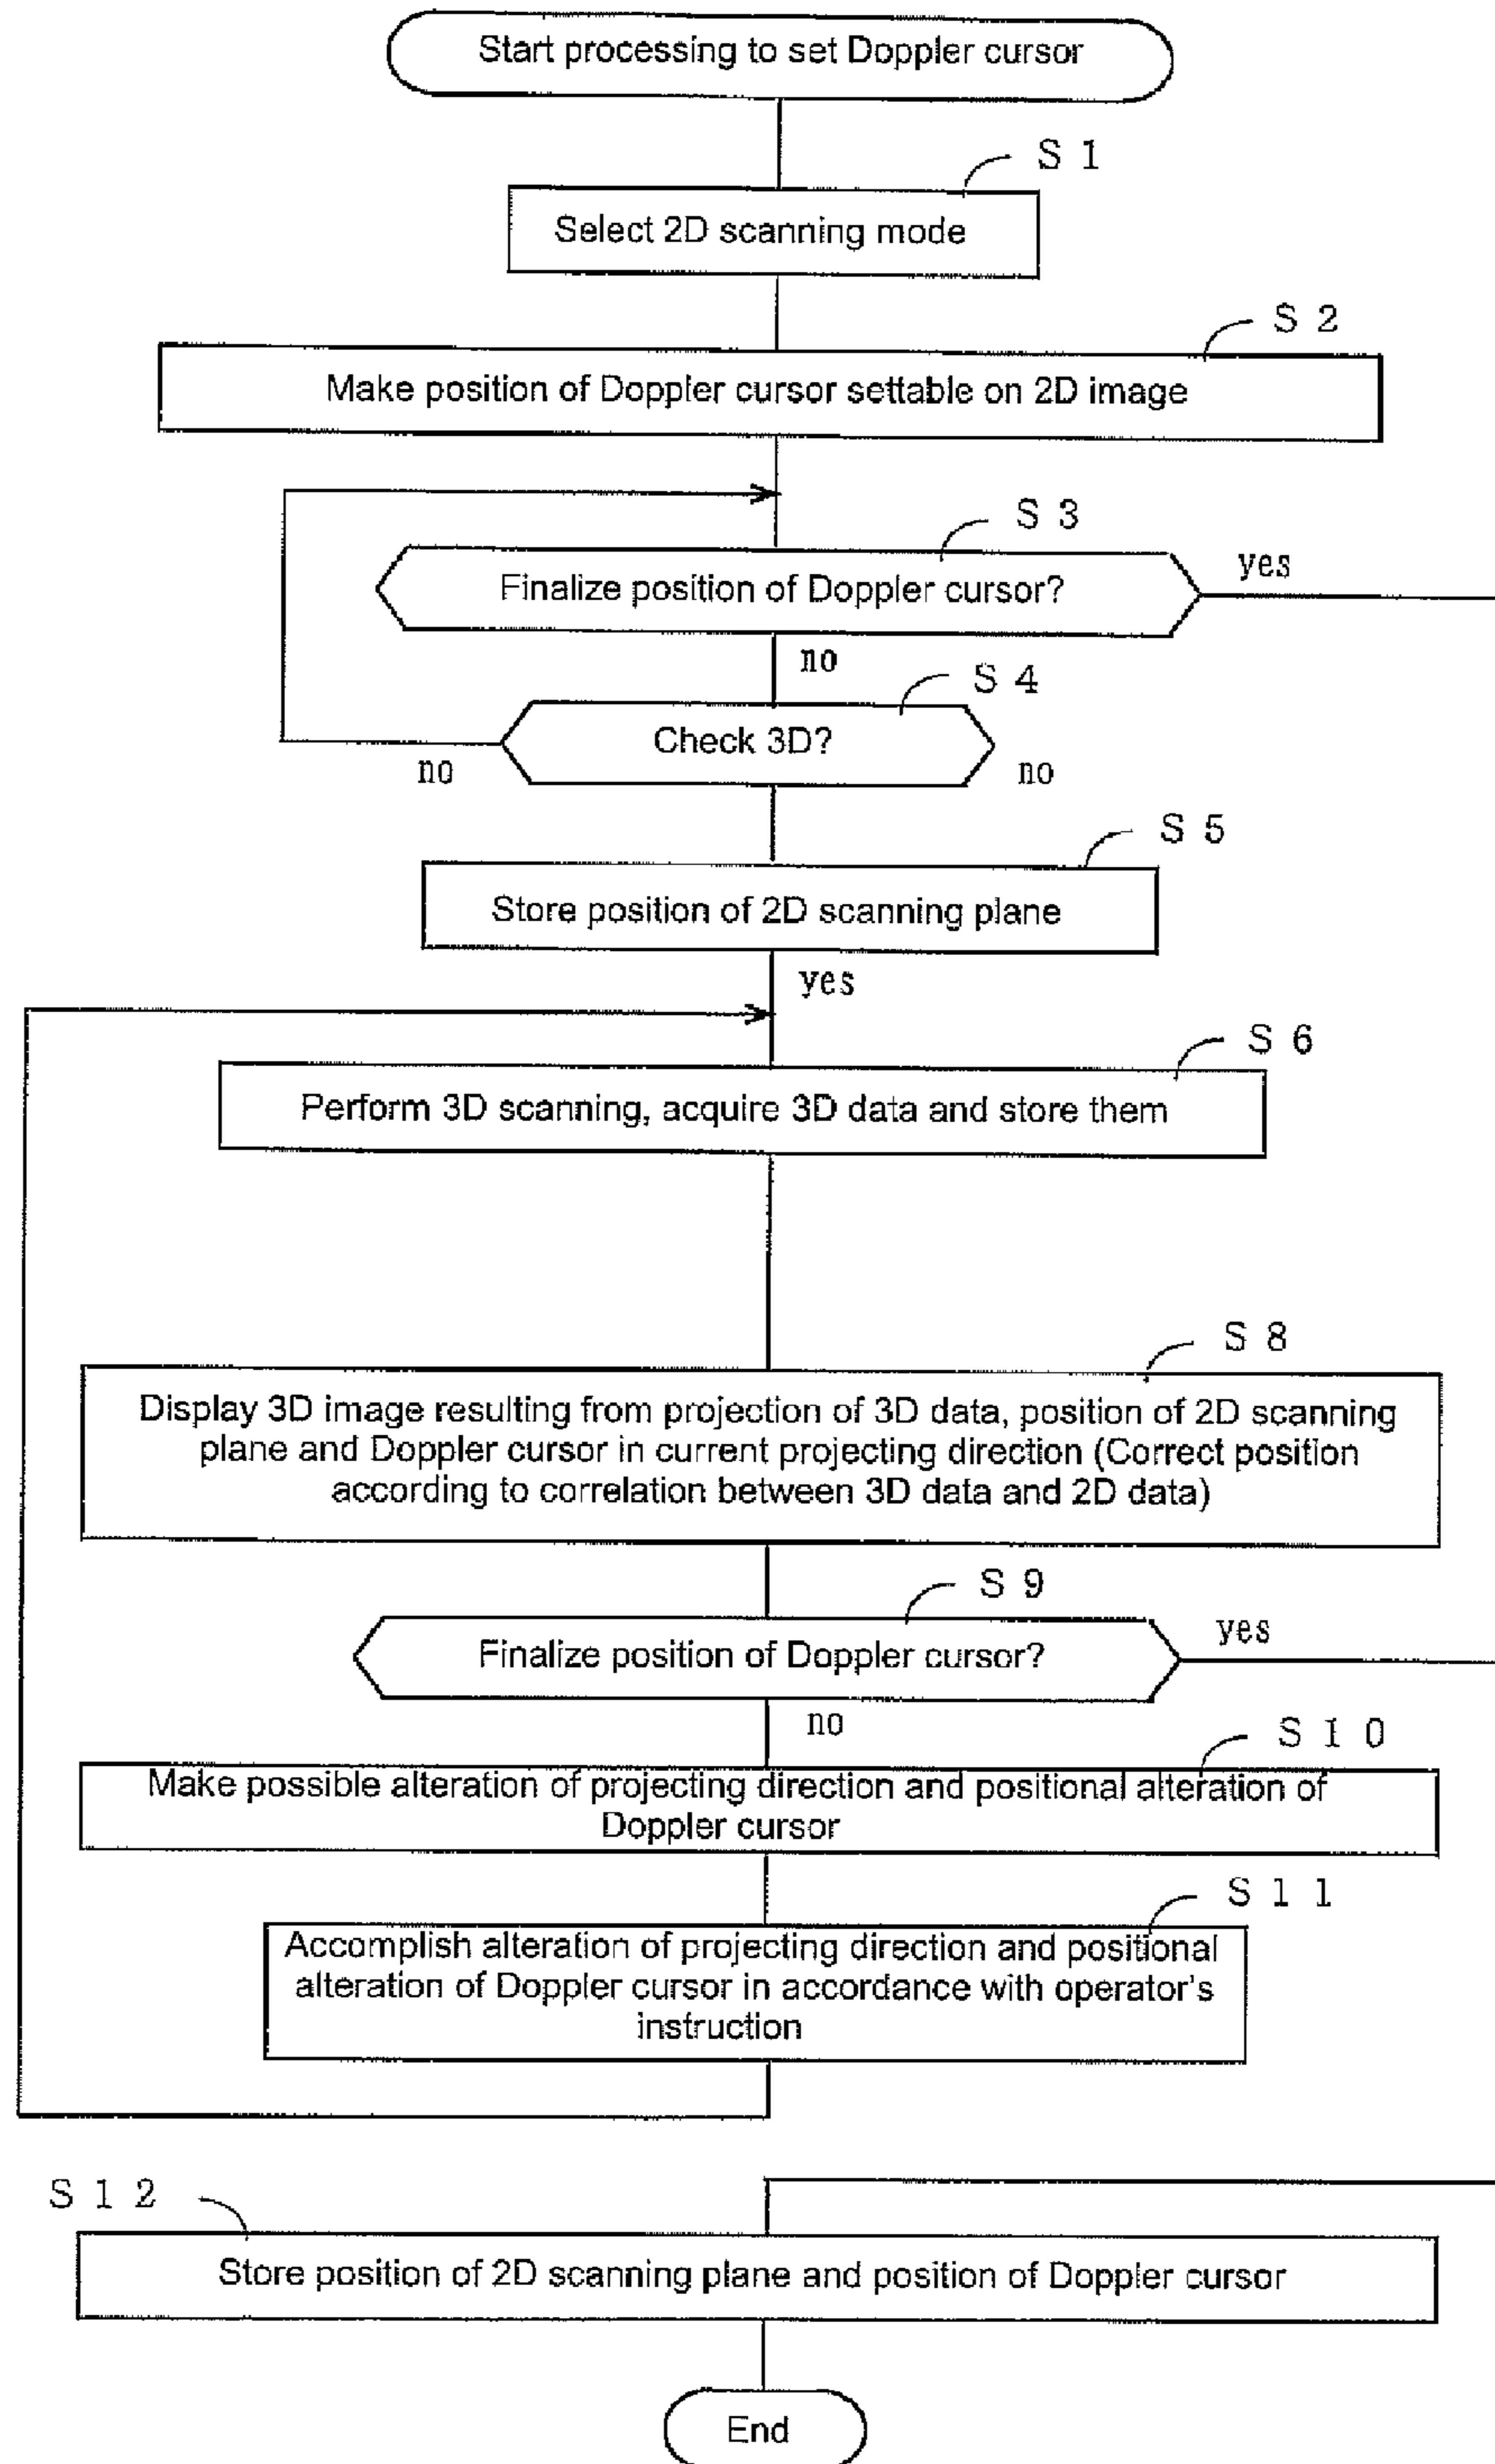 Start processing to set Doppler cursor
S 1
Select 2D scanning mode
S 2
Make position of Doppler cursor settable on 2D image
S 3
Finalize position of Doppler cursor?
yes
no
S 4
Check 3D?
no
no
S 5
Store position of 2D scanning plane
yes
S 6
Perform 3D scanning, acquire 3D data and store them
S 8
Display 3D image resulting from projection of 3D data, position of 2D scanning
plane and Doppler cursor in current projecting direction (Correct position
according to correlation between 3D data and 2D data)
S 9
Finalize position of Doppler cursor?
yes
no
S 1 0
Make possible alteration of projecting direction and positional alteration of
Doppler cursor
S 1 1
Accomplish alteration of projecting direction and positional
alteration of Doppler cursor in accordance with operator's
instruction
S 1 2
Store position of 2D scanning plane and position of Doppler cursor
End